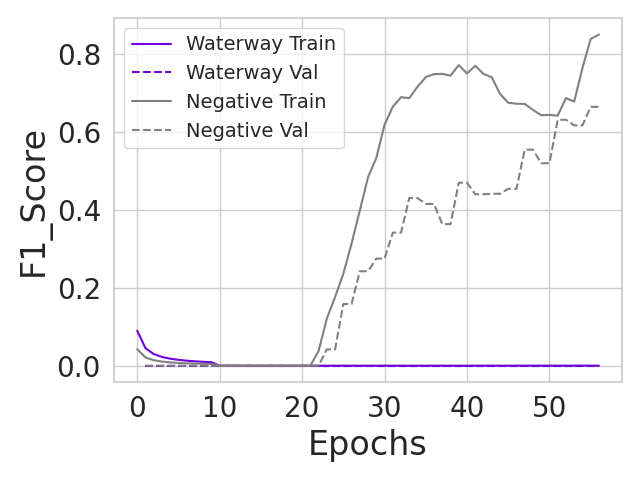 Waterway Train
Waterway Val
Negative Train
Negative Val
F1_Score
0.8
0.6
0.4
0.2
0.0
0 10 20 30 40 50
Epochs